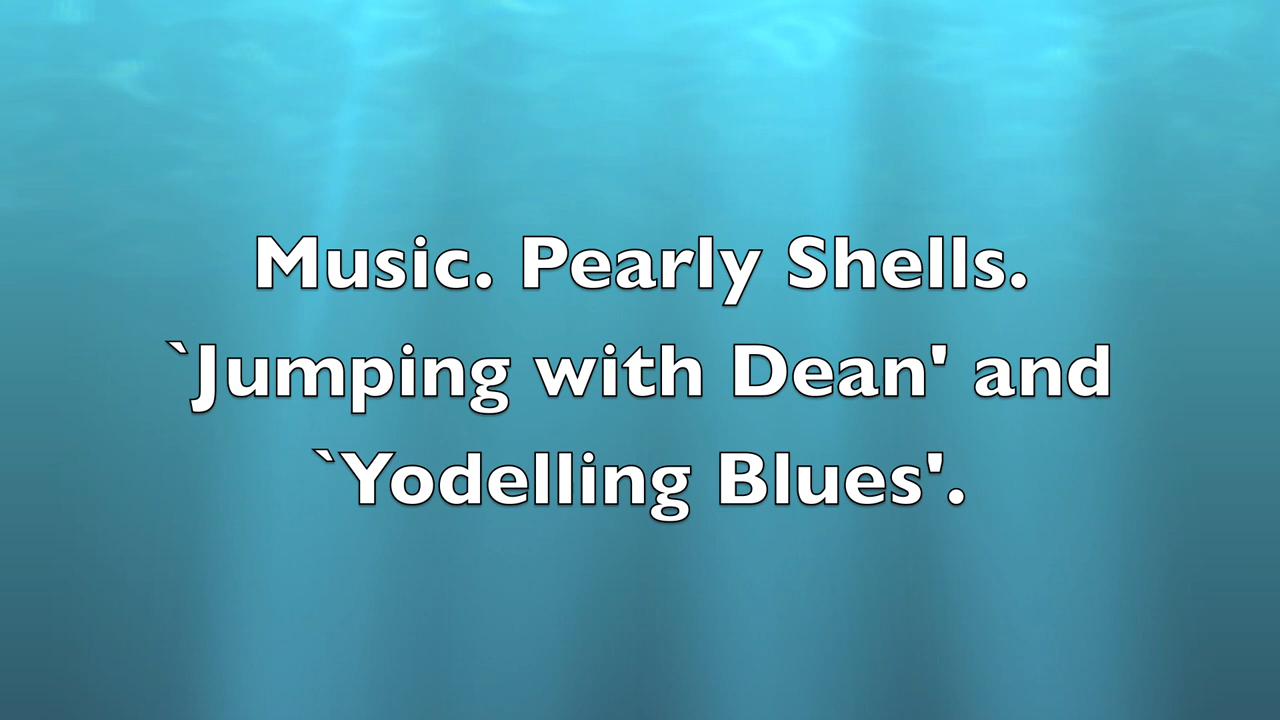 Music. Pearly Shells.
`Jumping with Dean' and
`Yodelling Blues'.